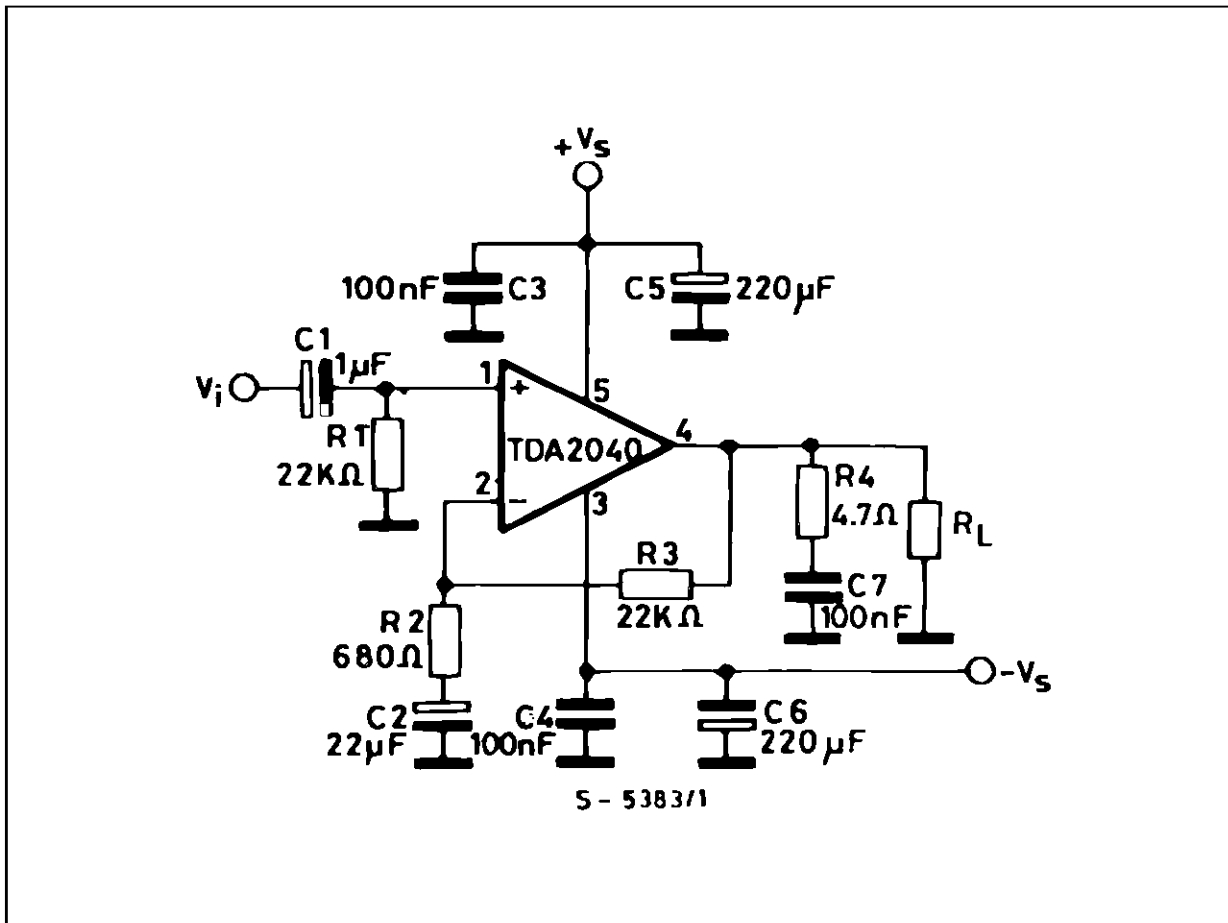 +Vs
100nF C3
C5 220µF
C1
1µF
Vi
1
+
5
R1
22KΩ
TDA2040
4
2
−
3
R4
4.7Ω
RL
R3
22KΩ
C7
100nF
R2
680Ω
-Vs
C2
22µF
C4
100nF
C6
220µF
S - 5383/1